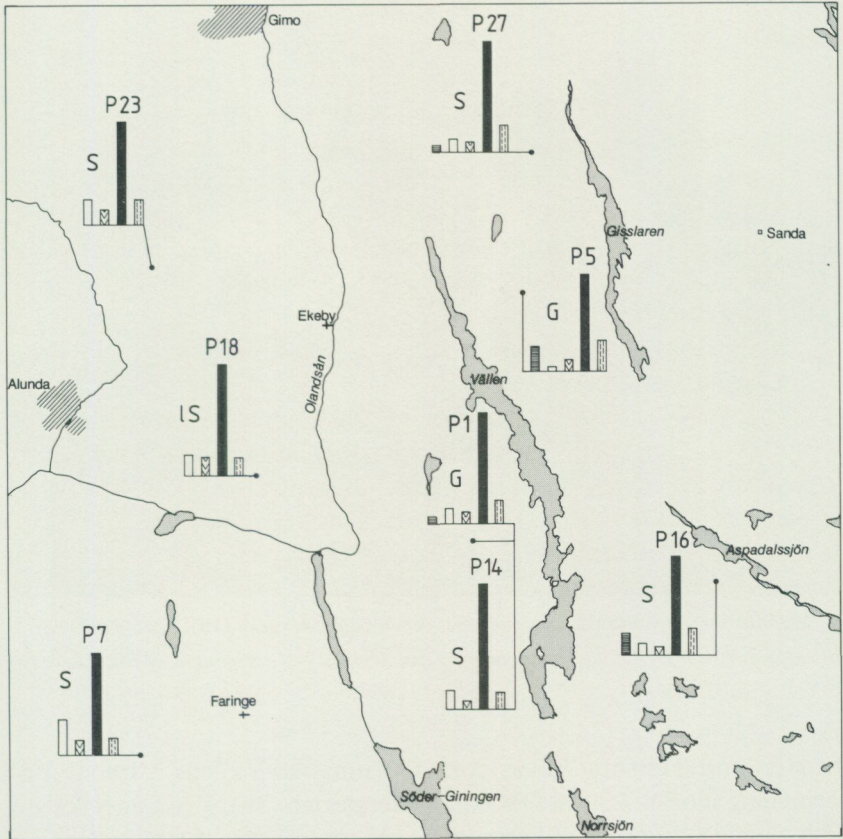 Gimo
P27
S
P23
S
Gisslaren
Sanda
P5
G
Ekeby
P18
lS
Olandsån
Alunda
Vällen
P1
G
P16
S
Aspadalssjön
P14
S
P7
S
Faringe
Söder-Giningen
Norrsjön